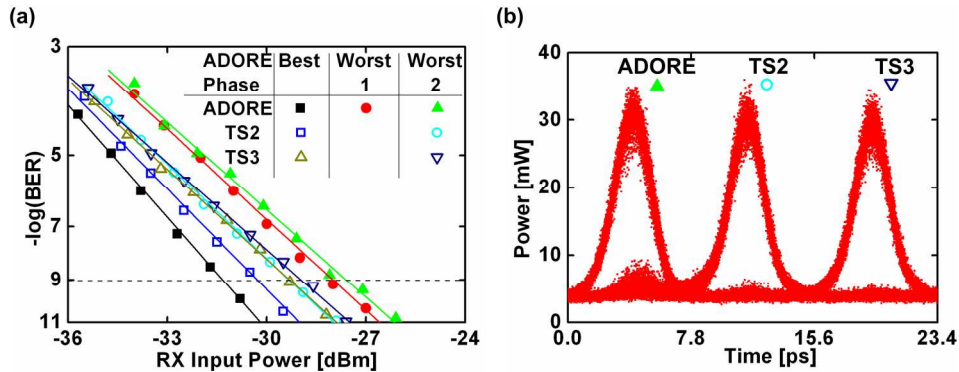 (a)
3
5
7
9
11
-log(BER)
-36
-33
-30
-27
-24
RX Input Power [dBm]
ADORE Best Worst Worst
Phase 1 2
ADORE
TS2
TS3
(b)
40
30
20
10
0
Power [mW]
ADORE TS2 TS3
0.0
7.8
15.6
23.4
Time [ps]